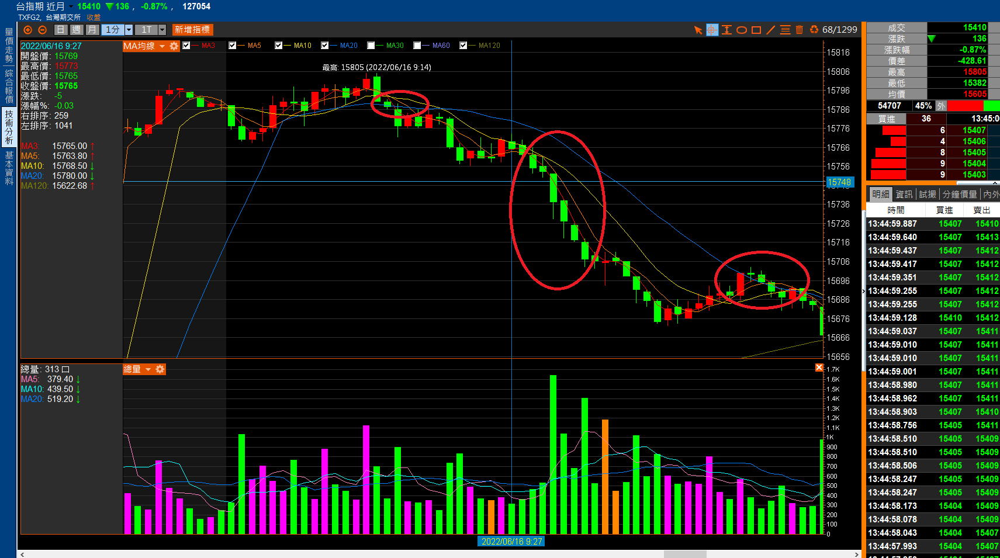 台指期 近月 15410 ▼136 , -0.87% , 127054
TXFG2, 台灣期交所 收盤
量價走勢
綜合報價
技術分析
基本資料
日 週 月 1分 1T 新增指標
68/1299
2022/06/16 9:27
開盤價: 15769
最高價: 15773
最低價: 15765
收盤價: 15765
漲跌: -5
漲幅%: -0.03
右排序: 259
左排序: 1041
MA3: 15765.00 ↑
MA5: 15763.80 ↑
MA10: 15768.50 ↓
MA20: 15780.00 ↓
MA120: 15622.68 ↑
MA均線 MA3 MA5 MA10 MA20 MA30 MA60 MA120
最高: 15805 (2022/06/16 9:14)
15816
15806
15796
15786
15776
15766
15756
15748
15736
15726
15716
15706
15696
15686
15676
15666
15656
總量: 313 口
MA5: 379.40 ↓
MA10: 439.50 ↓
MA20: 519.20 ↓
總量
1.7K
1.6K
1.5K
1.4K
1.3K
1.2K
1.1K
1K
900
800
700
600
500
400
300
200
100
0
2022/06/16 9:27
成交 15410
漲跌 ▼ 136
漲跌幅 -0.87%
價差 -428.61
最高 15805
最低 15382
均價 15605
54707 45% 外
買進 36 13:45:0
6 15407
4 15406
8 15405
9 15404
9 15403
明細 資訊 試撮 分鐘價量 內外
時間 買進 賣出
13:44:59.887 15407 15410
13:44:59.640 15407 15413
13:44:59.437 15407 15412
13:44:59.417 15407 15412
13:44:59.351 15407 15412
13:44:59.255 15407 15412
13:44:59.255 15407 15412
13:44:59.128 15410 15412
13:44:59.037 15407 15411
13:44:59.010 15407 15411
13:44:59.010 15407 15411
13:44:59.001 15407 15411
13:44:58.980 15407 15411
13:44:58.962 15407 15411
13:44:58.903 15407 15410
13:44:58.756 15405 15411
13:44:58.510 15405 15409
13:44:58.510 15405 15409
13:44:58.506 15405 15409
13:44:58.247 15405 15409
13:44:58.247 15405 15409
13:44:58.173 15404 15409
13:44:58.078 15404 15409
13:44:58.043 15404 15407
13:44:57.993 15404 15407